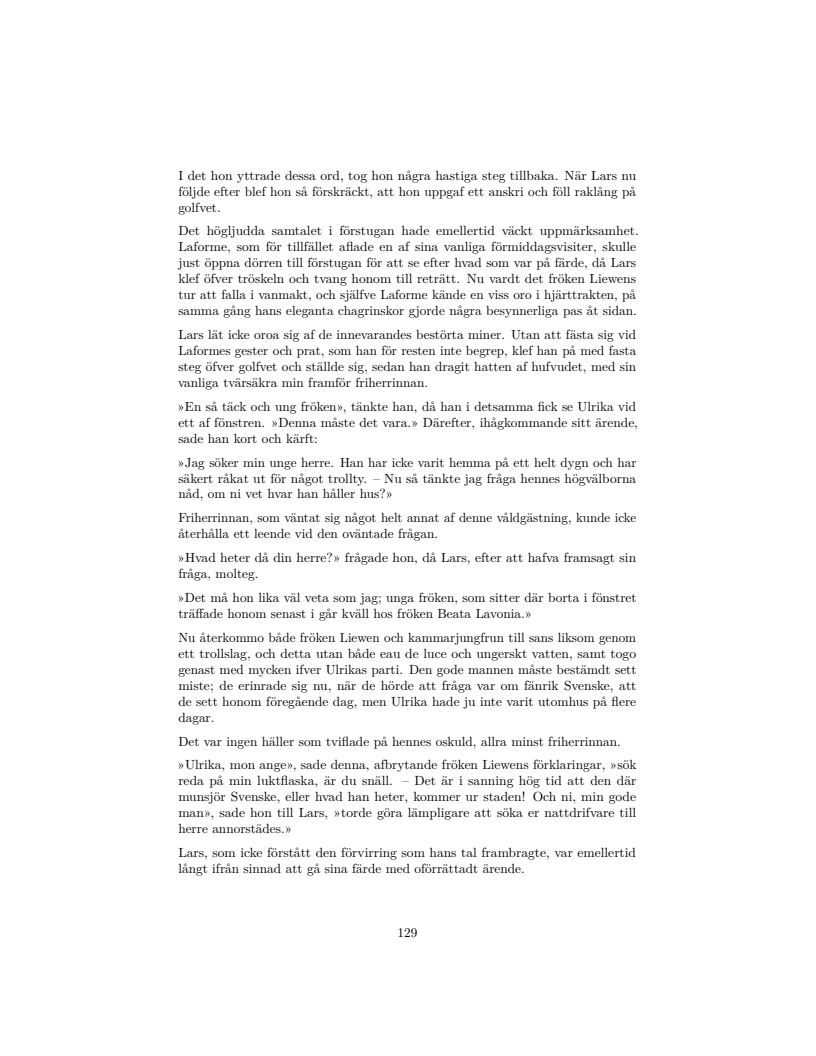 I det hon yttrade dessa ord, tog hon några hastiga steg tillbaka. När Lars nu
följde efter blef hon så förskräckt, att hon uppgaf ett anskri och föll raklång på
golfvet.
Det högljudda samtalet i förstugan hade emellertid väckt uppmärksamhet.
Laforme, som för tillfället aflade en af sina vanliga förmiddagsvisiter, skulle
just öppna dörren till förstugan för att se efter hvad som var på färde, då Lars
klef öfver tröskeln och tvang honom till reträtt. Nu vardt det fröken Liewens
tur att falla i vanmakt, och själfve Laforme kände en viss oro i hjärttrakten, på
samma gång hans eleganta chagrinskor gjorde några besynnerliga pas åt sidan.
Lars lät icke oroa sig af de innevarandes bestörta miner. Utan att fästa sig vid
Laformes gester och prat, som han för resten inte begrep, klef han på med fasta
steg öfver golfvet och ställde sig, sedan han dragit hatten af hufvudet, med sin
vanliga tvärsäkra min framför friherrinnan.
»En så täck och ung fröken», tänkte han, då han i detsamma fick se Ulrika vid
ett af fönstren. »Denna måste det vara.» Därefter, ihågkommande sitt ärende,
sade han kort och kärft:
»Jag söker min unge herre. Han har icke varit hemma på ett helt dygn och har
säkert råkat ut för något trollty. – Nu så tänkte jag fråga hennes högvälborna
nåd, om ni vet hvar han håller hus?»
Friherrinnan, som väntat sig något helt annat af denne våldgästning, kunde icke
återhålla ett leende vid den oväntade frågan.
»Hvad heter då din herre?» frågade hon, då Lars, efter att hafva framsagt sin
fråga, molteg.
»Det må hon lika väl veta som jag; unga fröken, som sitter där borta i fönstret
träffade honom senast i går kväll hos fröken Beata Lavonia.»
Nu återkommo både fröken Liewen och kammarjungfrun till sans liksom genom
ett trollslag, och detta utan både eau de luce och ungerskt vatten, samt togo
genast med mycken ifver Ulrikas parti. Den gode mannen måste bestämdt sett
miste; de erinrade sig nu, när de hörde att fråga var om fänrik Svenske, att
de sett honom föregående dag, men Ulrika hade ju inte varit utomhus på flere
dagar.
Det var ingen häller som tviflade på hennes oskuld, allra minst friherrinnan.
»Ulrika, mon ange», sade denna, afbrytande fröken Liewens förklaringar, »sök
reda på min luktflaska, är du snäll. – Det är i sanning hög tid att den där
munsjör Svenske, eller hvad han heter, kommer ur staden! Och ni, min gode
man», sade hon till Lars, »torde göra lämpligare att söka er nattdrifvare till
herre annorstädes.»
Lars, som icke förstått den förvirring som hans tal frambragte, var emellertid
långt ifrån sinnad att gå sina färde med oförrättadt ärende.
129